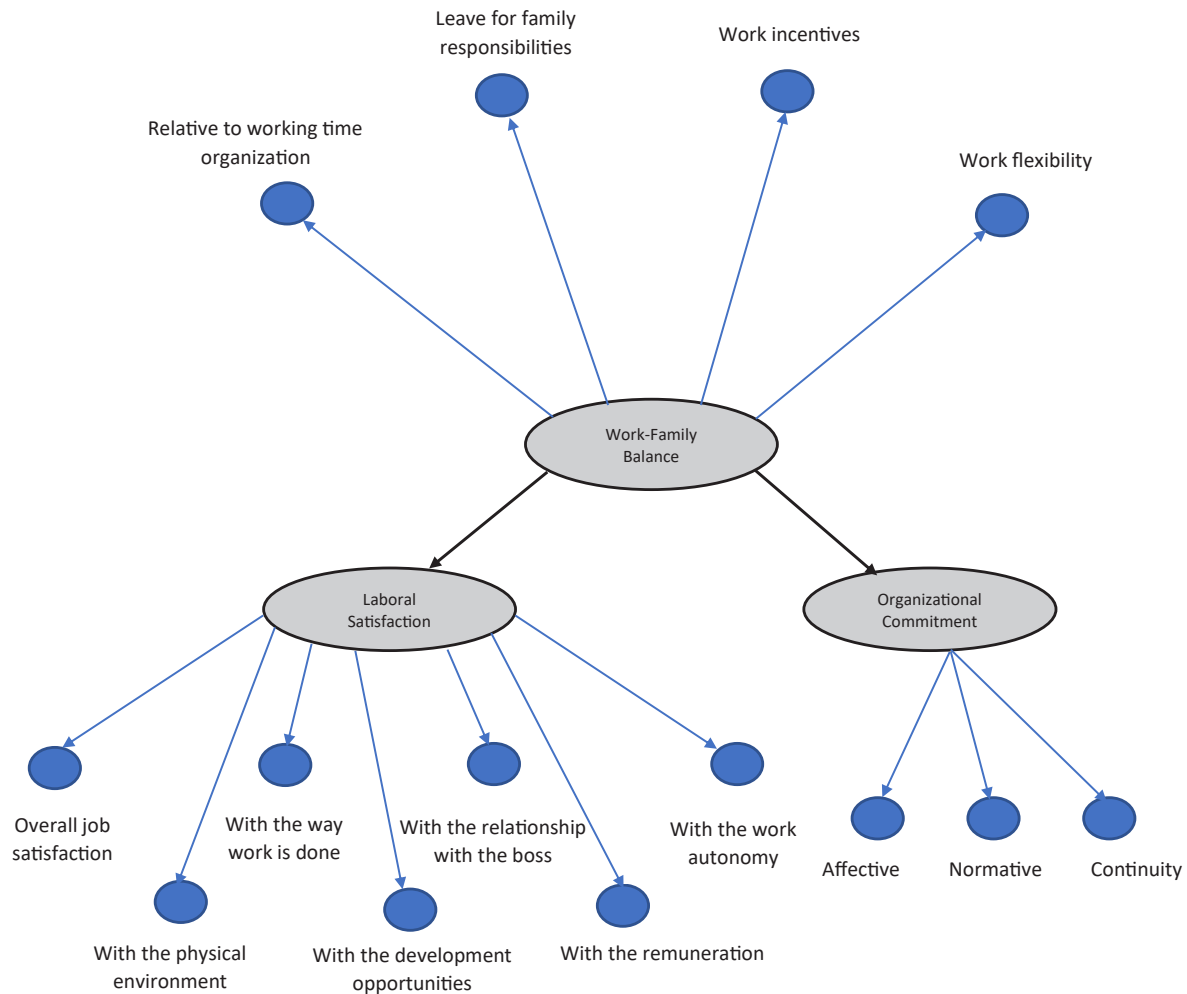 Leave for family
responsibilities
Work incentives
Relative to working time
organization
Work flexibility
Work-Family
Balance
Laboral
Satisfaction
Organizational
Commitment
Overall job
satisfaction
With the way
work is done
With the relationship
with the boss
With the work
autonomy
Affective
Normative
Continuity
With the physical
environment
With the development
opportunities
With the remuneration